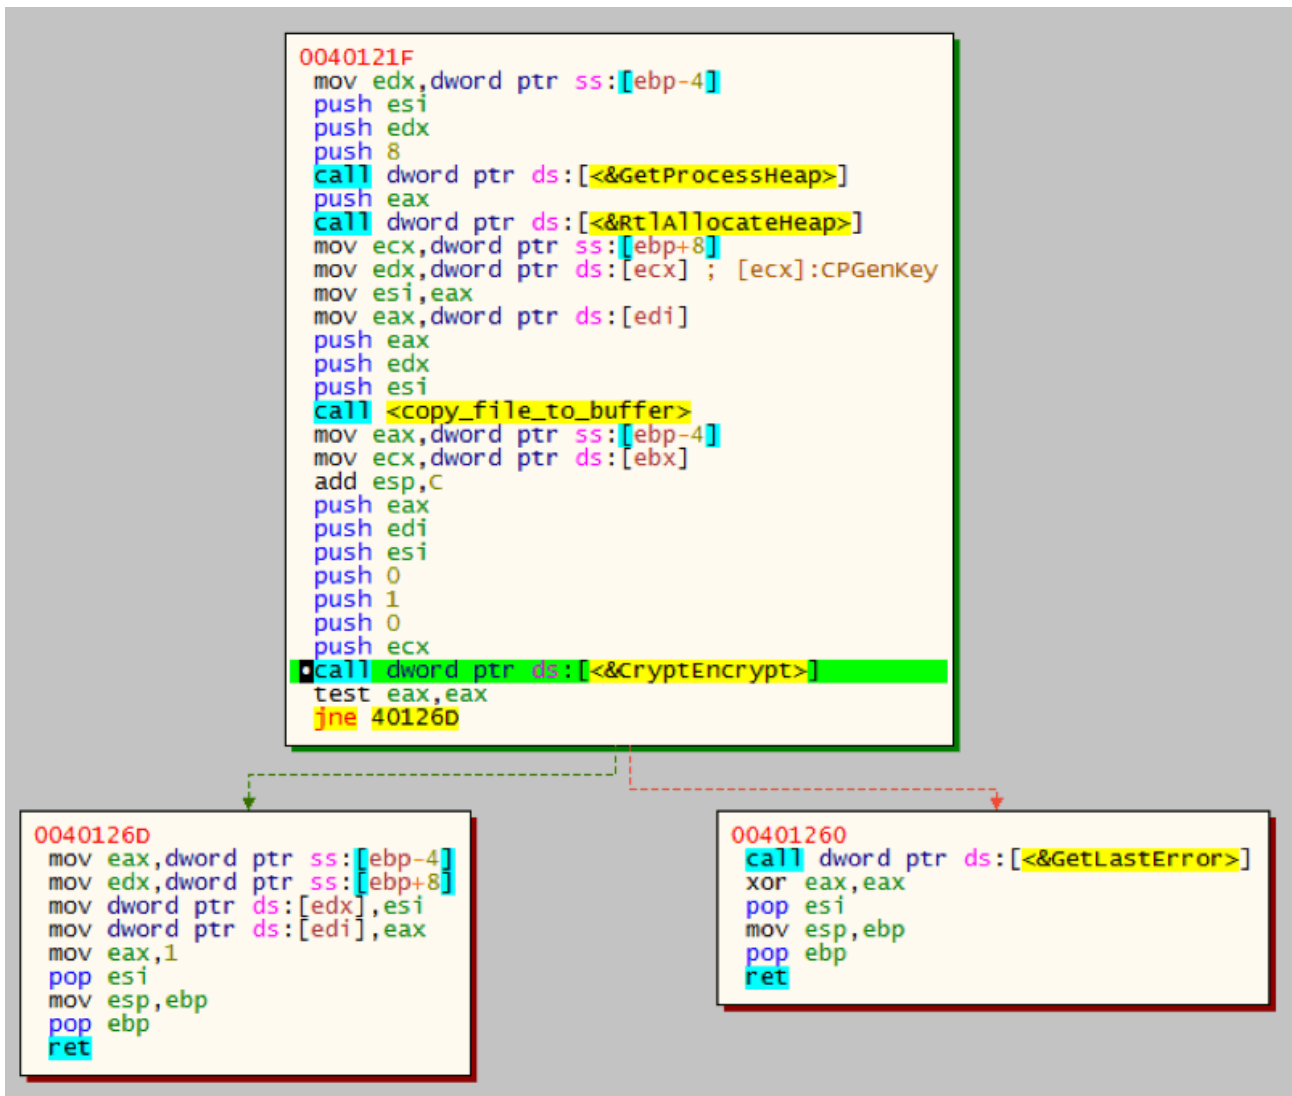 0040121F
mov edx,dword ptr ss:[ebp-4]
push esi
push edx
push 8
call dword ptr ds:[<&GetProcessHeap>]
push eax
call dword ptr ds:[<&RtlAllocateHeap>]
mov ecx,dword ptr ss:[ebp+8]
mov edx,dword ptr ds:[ecx] ; [ecx]:CPGenKey
mov esi,eax
mov eax,dword ptr ds:[edi]
push eax
push edx
push esi
call <copy_file_to_buffer>
mov eax,dword ptr ss:[ebp-4]
mov ecx,dword ptr ds:[ebx]
add esp,C
push eax
push edi
push esi
push 0
push 1
push 0
push ecx
call dword ptr ds:[<&CryptEncrypt>]
test eax,eax
jne 40126D
0040126D
mov eax,dword ptr ss:[ebp-4]
mov edx,dword ptr ss:[ebp+8]
mov dword ptr ds:[edx],esi
mov dword ptr ds:[edi],eax
mov eax,1
pop esi
mov esp,ebp
pop ebp
ret
00401260
call dword ptr ds:[<&GetLastError>]
xor eax,eax
pop esi
mov esp,ebp
pop ebp
ret